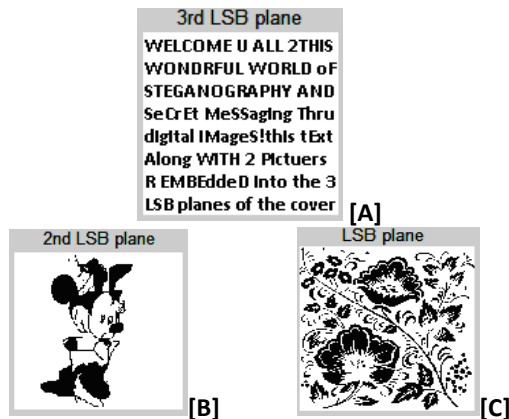 3rd LSB plane
WELCOME U ALL 2THIS
WONDRFUL WORLD oF
STEGANOGRAPHY AND
SeCrEt MeSSagIng Thru
dIgItal IMageS!thIs tExt
Along WITH 2 PIctuers
R EMBEddeD Into the 3
LSB planes of the cover
[A]
2nd LSB plane
[B]
LSB plane
[C]